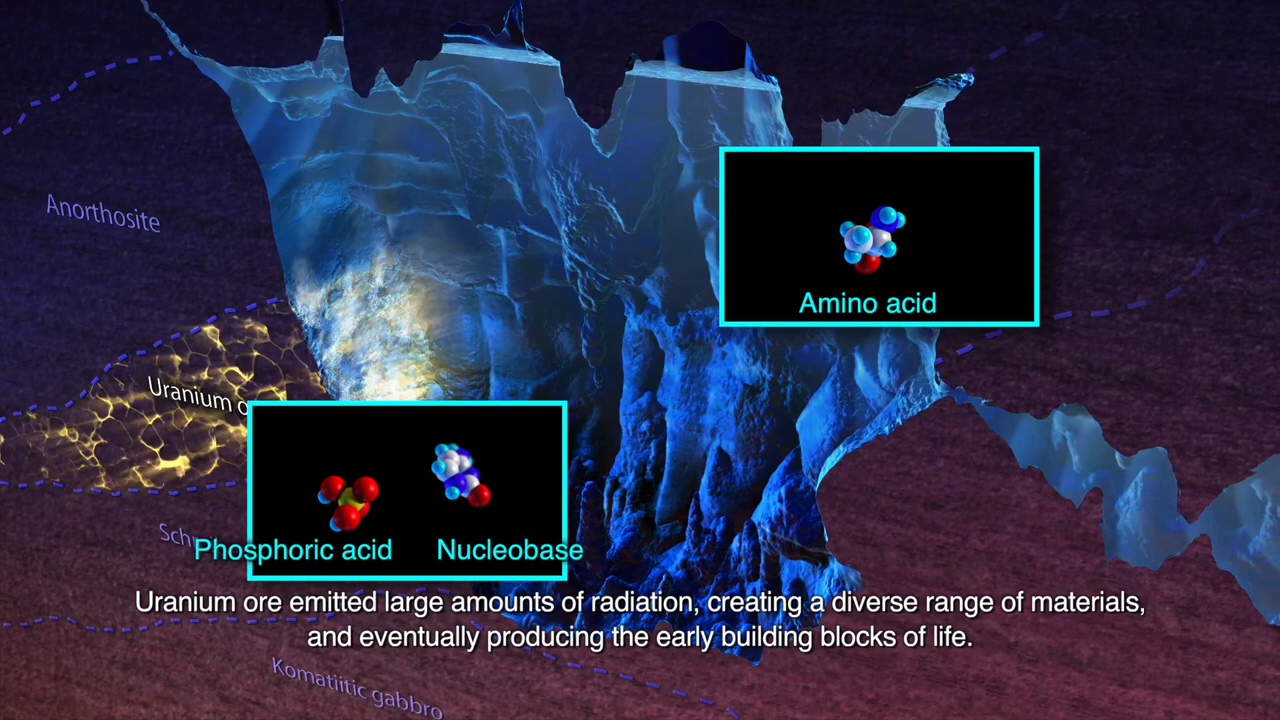 Anorthosite
Amino acid
Uranium
Phosphoric acid
Nucleobase
Uranium ore emitted large amounts of radiation, creating a diverse range of materials,
and eventually producing the early building blocks of life.
Komatiitic gabbro